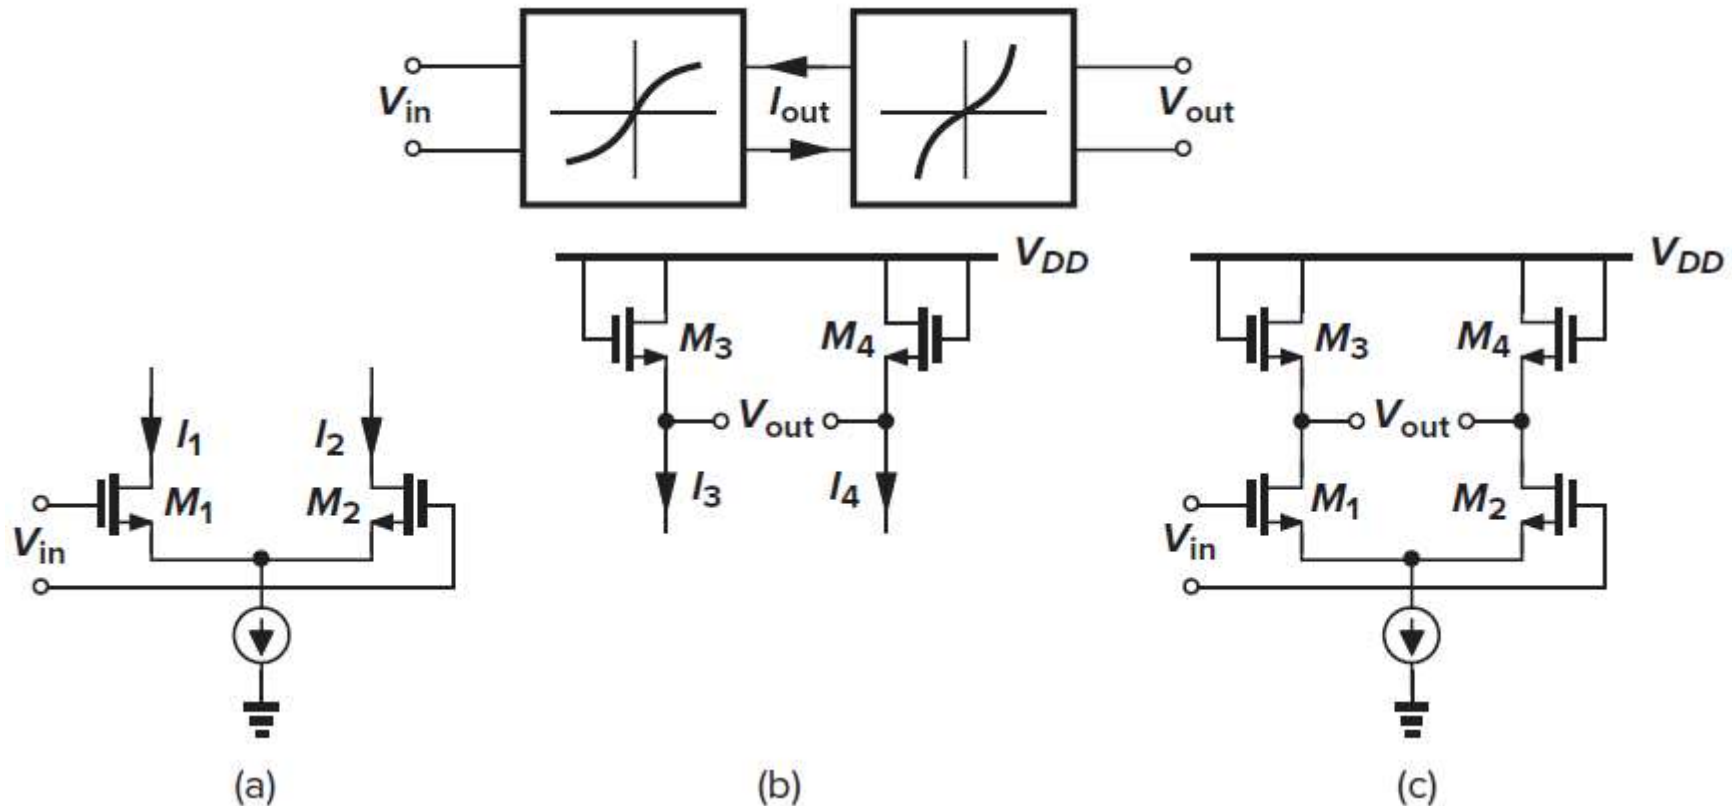 Vin
Iout
Vout
VDD
VDD
M3
M4
M3
M4
I1
I2
Vout
Vout
M1
M2
I3
I4
M1
M2
Vin
Vin
(a)
(b)
(c)